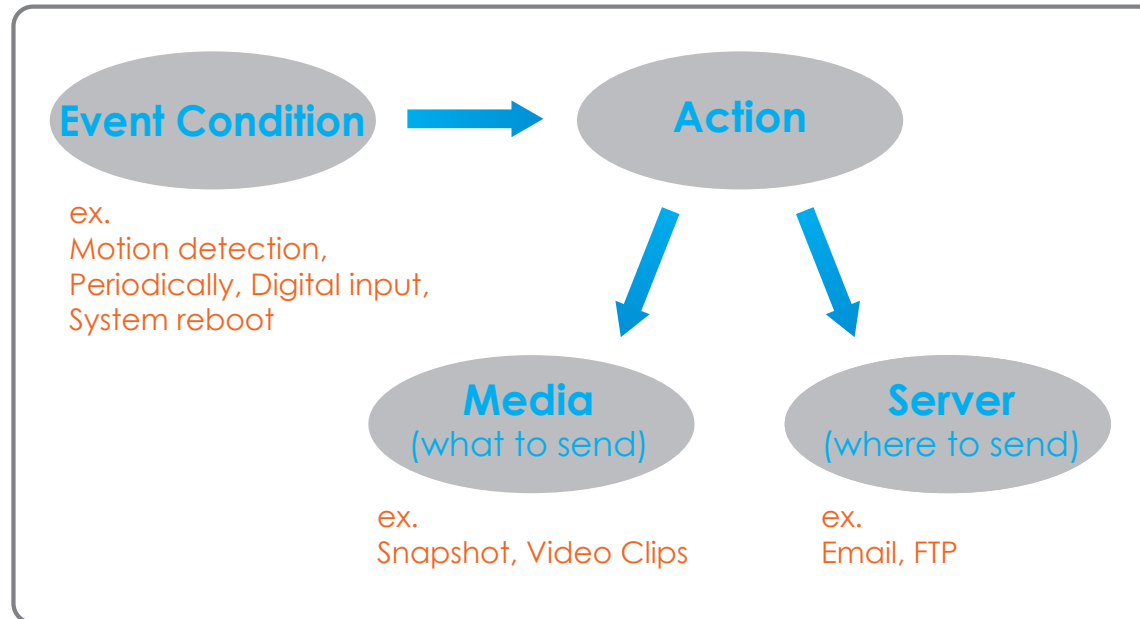 Event Condition
Action
ex.
Motion detection,
Periodically, Digital input,
System reboot
Media
(what to send)
ex.
Snapshot, Video Clips
Server
(where to send)
ex.
Email, FTP